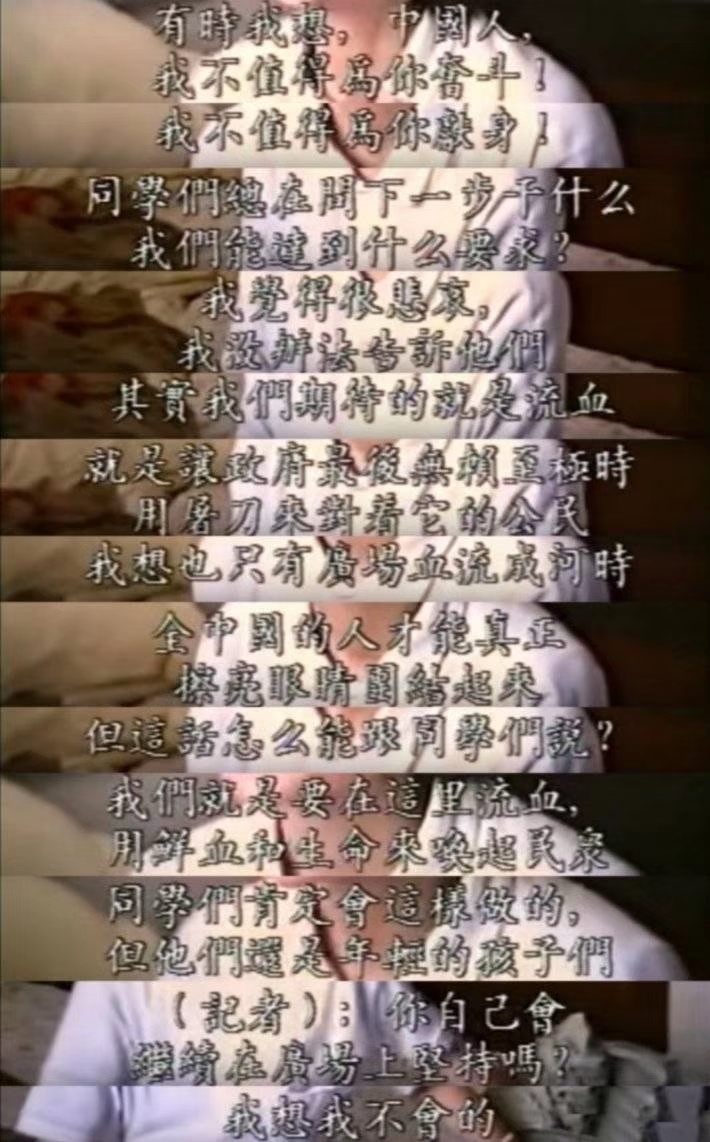 有時我想，中國人，
我不值得爲你奮斗！
我不值得爲你獻身！
同學們總在問下一步干什么
我們能達到什么要求？
我覺得很悲哀，
我没辦法告訴他們
其實我們期待的就是流血
就是讓政府最後無賴至極時
用屠刀來對着它的公民
我想也只有廣場血流成河時
全中國的人才能真正
擦亮眼睛團結起來
但這話怎么能跟同學們説？
我們就是要在這里流血，
用鮮血和生命來唤起民衆
同學們肯定會這樣做的，
但他們還是年輕的孩子們
（記者）：你自己會
繼續在廣場上堅持嗎？
我想我不會的